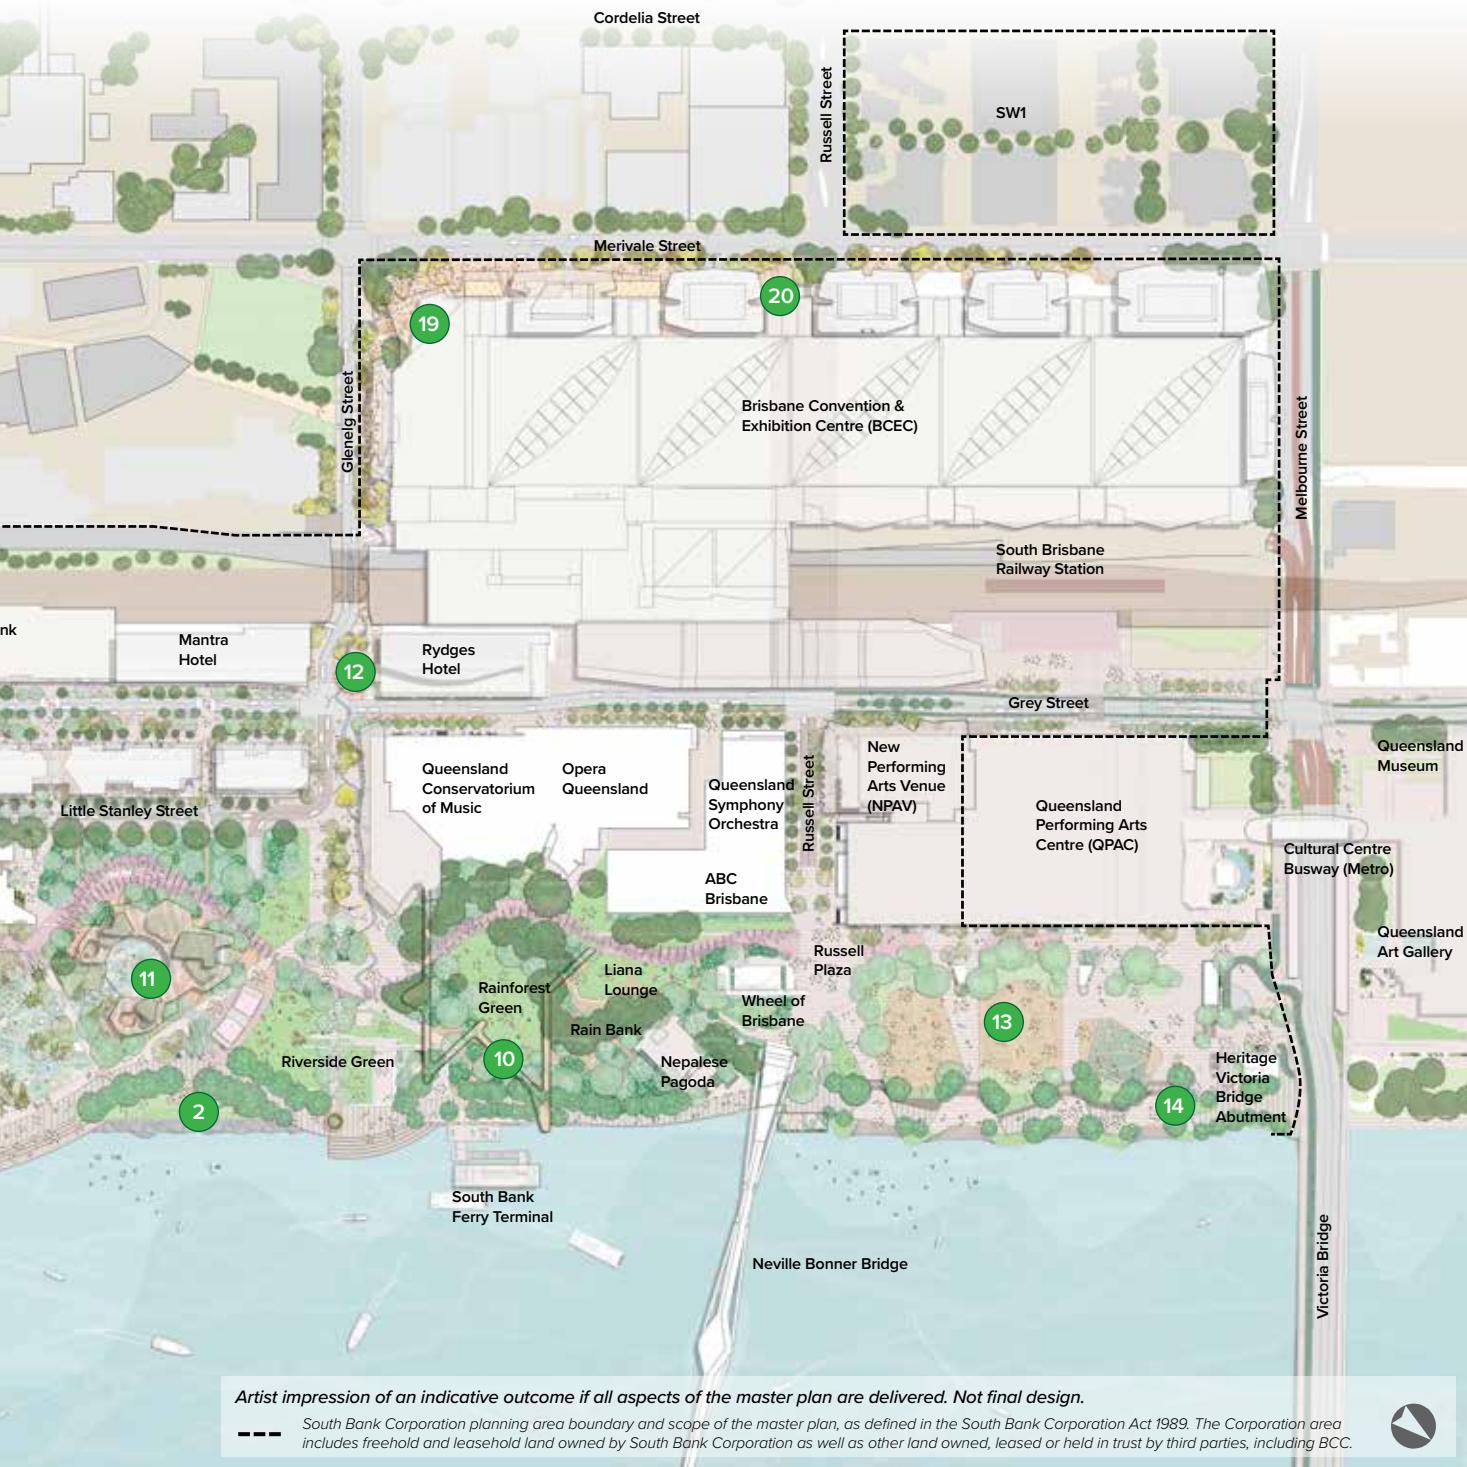 Cordelia Street
Russell Street
SW1
Merivale Street
20
19
Glenelg Street
Brisbane Convention &
Exhibition Centre (BCEC)
Melbourne Street
South Brisbane
Railway Station
nk
Mantra
Hotel
12
Rydges
Hotel
Grey Street
Queensland
Conservatorium
of Music
Opera
Queensland
Queensland
Symphony
Orchestra
Russell Street
New
Performing
Arts Venue
(NPAV)
Queensland
Performing Arts
Centre (QPAC)
Queensland
Museum
Little Stanley Street
ABC
Brisbane
Cultural Centre
Busway (Metro)
Queensland
Art Gallery
11
Rainforest
Green
Liana
Lounge
Russell
Plaza
Wheel of
Brisbane
13
Rain Bank
Riverside Green
10
Nepalese
Pagoda
Heritage
Victoria
Bridge
Abutment
14
2
South Bank
Ferry Terminal
Neville Bonner Bridge
Victoria Bridge
Artist impression of an indicative outcome if all aspects of the master plan are delivered. Not final design.
South Bank Corporation planning area boundary and scope of the master plan, as defined in the South Bank Corporation Act 1989. The Corporation area
includes freehold and leasehold land owned by South Bank Corporation as well as other land owned, leased or held in trust by third parties, including BCC.